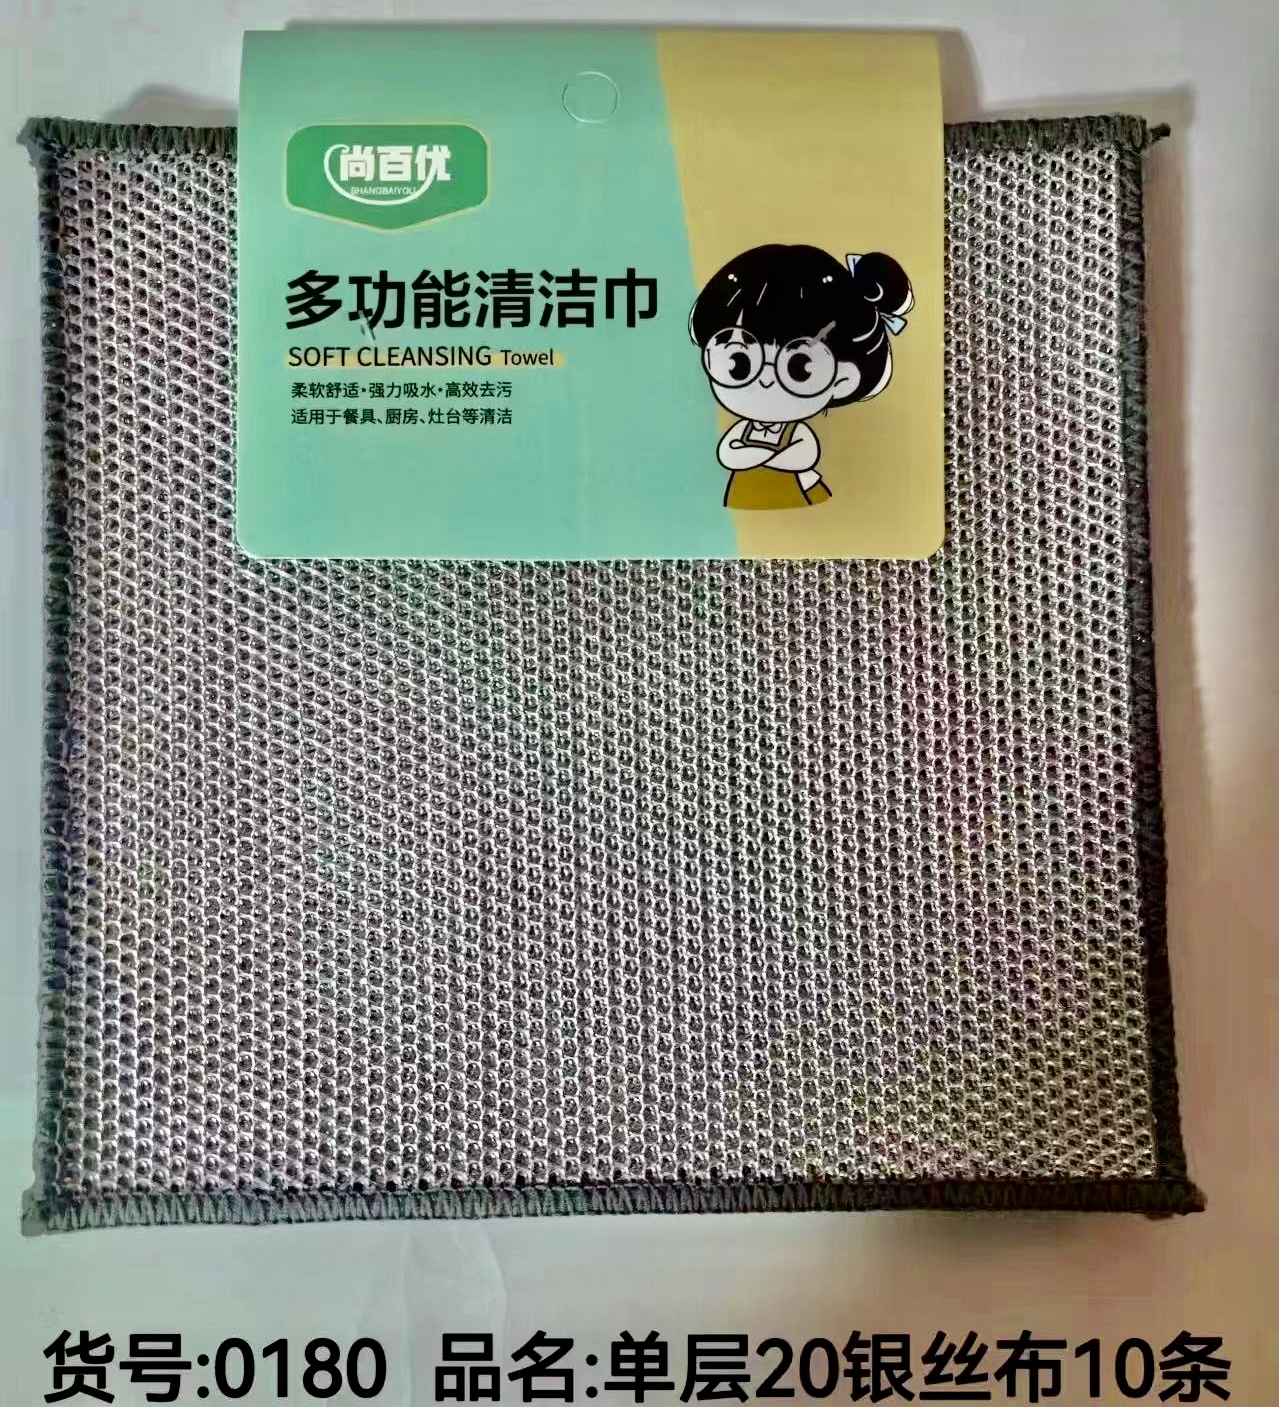 尚百优
SHANGBAIYOU
多功能清洁巾
SOFT CLEANSING Towel
柔软舒适·强力吸水·高效去污
适用于餐具、厨房、灶台等清洁
货号:0180 品名:单层20银丝布10条